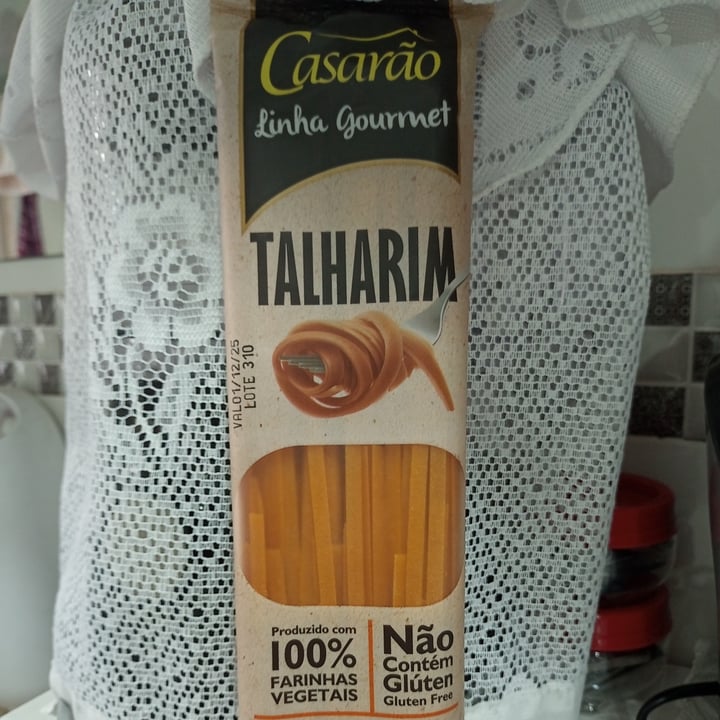 Casarão
Linha Gourmet
TALHARIM
VAL01/12/25
LOTE 310
Produzido com
100%
FARINHAS
VEGETAIS
Não
Contém
Glúten
Gluten Free